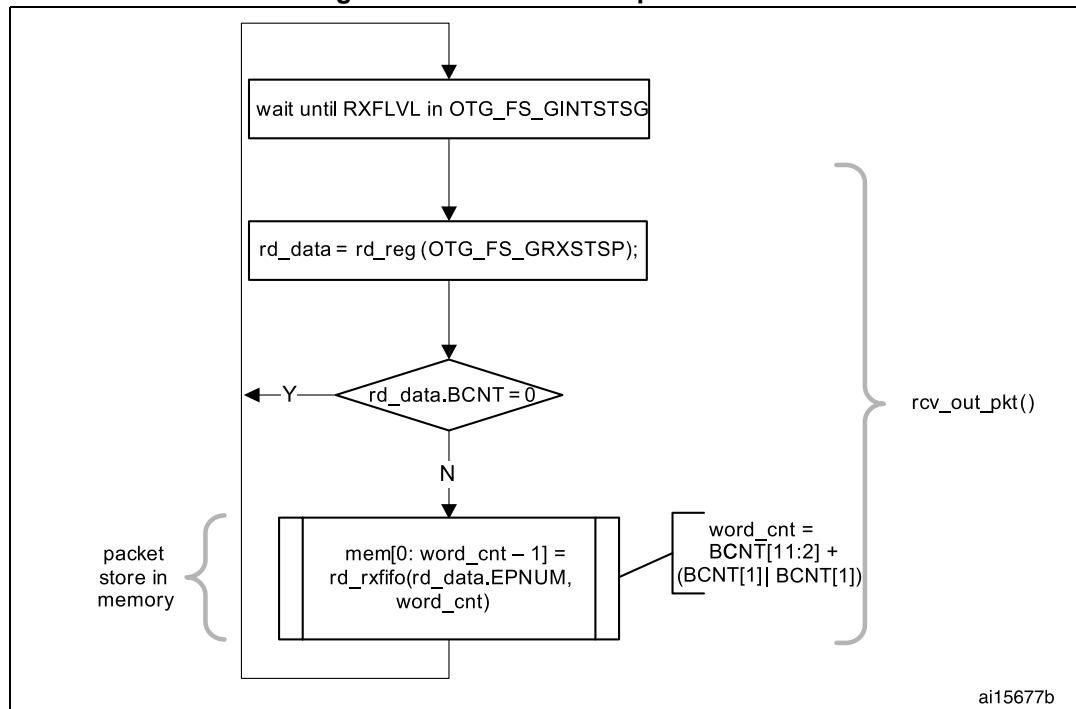 wait until RXFLVL in OTG_FS_GINTSTSG
rd_data = rd_reg (OTG_FS_GRXSTSP);
rd_data.BCNT = 0
Y
rcv_out_pkt()
N
packet
store in
memory
mem[0: word_cnt – 1] =
rd_rxfifo(rd_data.EPNUM,
word_cnt)
word_cnt =
BCNT[11:2] +
(BCNT[1]| BCNT[1])
ai15677b